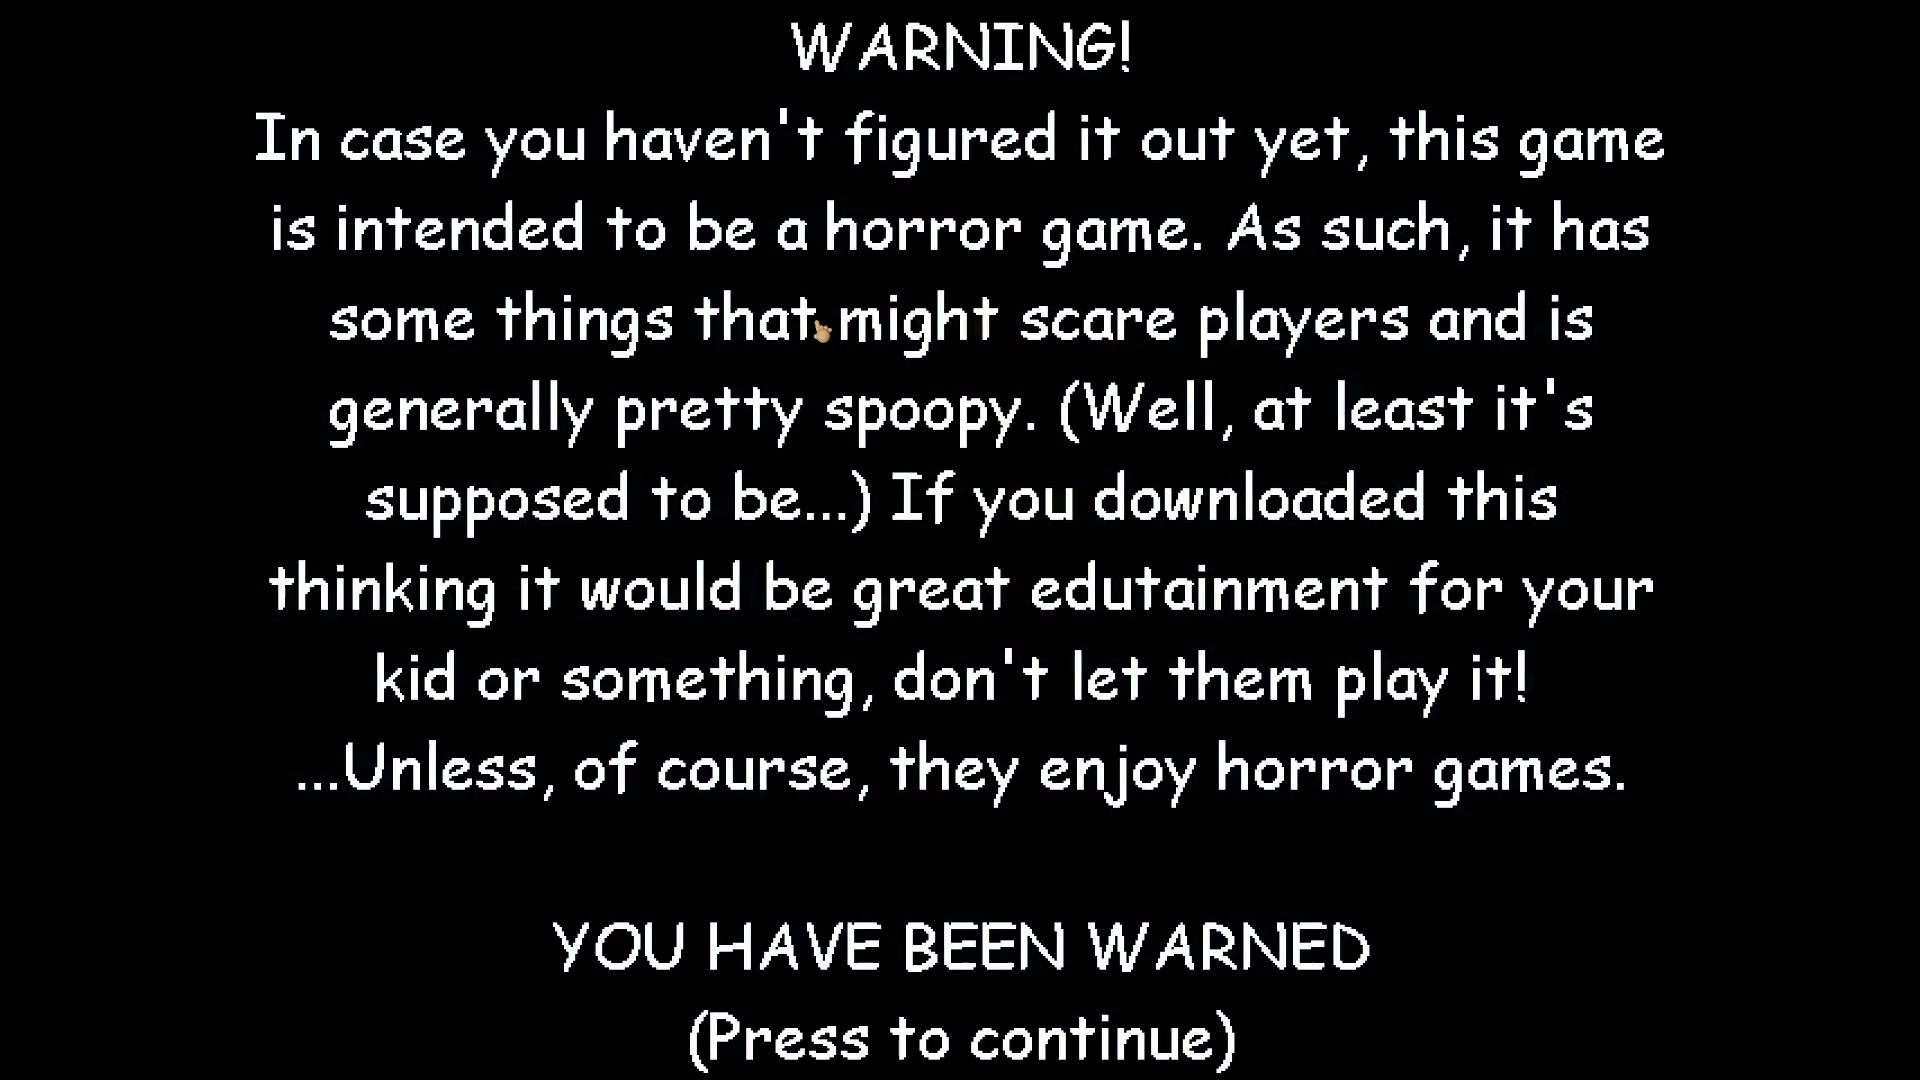 WARNING!
In case you haven't figured it out yet, this game
is intended to be a horror game. As such, it has
some things that might scare players and is
generally pretty spoopy. (Well, at least it's
supposed to be...) If you downloaded this
thinking it would be great edutainment for your
kid or something, don't let them play it!
...Unless, of course, they enjoy horror games.
YOU HAVE BEEN WARNED
(Press to continue)